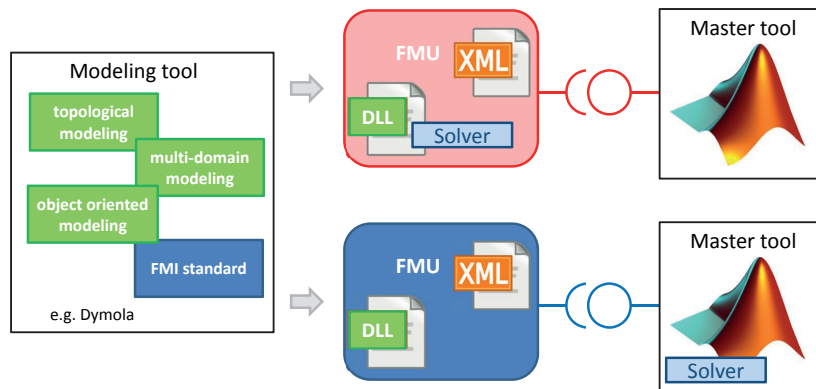 Modeling tool
topological
modeling
multi-domain
modeling
object oriented
modeling
FMI standard
e.g. Dymola
FMU
XML
DLL
Solver
Master tool
FMU
XML
DLL
Master tool
Solver